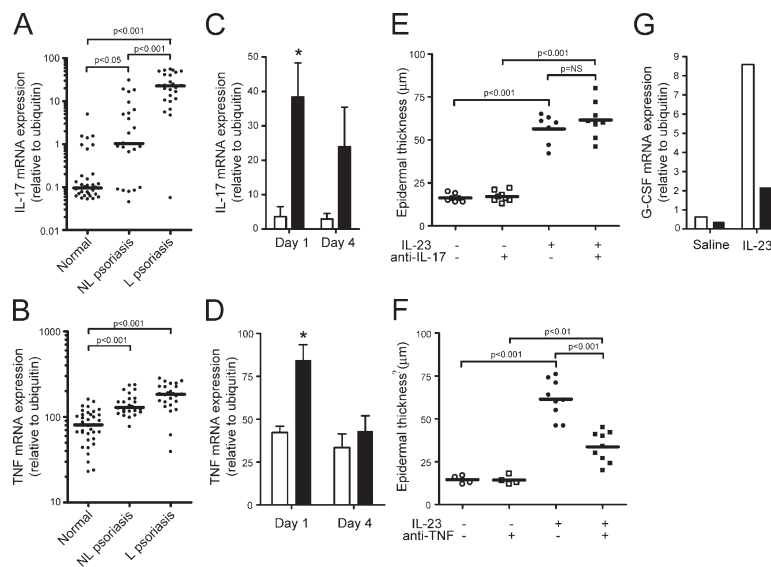 A
p<0.001
p<0.001
p<0.05
IL-17 mRNA expression
(relative to ubiquitin)
100
10
1
0.1
0.01
Normal
NL psoriasis
L psoriasis
C
IL-17 mRNA expression
(relative to ubiquitin)
50
40
30
20
10
0
*
Day 1
Day 4
E
Epidermal thickness (μm)
100
75
50
25
0
p<0.001
p=NS
p<0.001
IL-23 - - + +
anti-IL-17 - + - +
G
G-CSF mRNA expression
(relative to ubiquitin)
9
8
7
6
5
4
3
2
1
0
Saline
IL-23
B
TNF mRNA expression
(relative to ubiquitin)
1000
100
10
p<0.001
p<0.001
Normal
NL psoriasis
L psoriasis
D
TNF mRNA expression
(relative to ubiquitin)
100
75
50
25
0
*
Day 1
Day 4
F
Epidermal thickness? (μm)
100
75
50
25
0
p<0.01
p<0.001
p<0.001
IL-23 - - + +
anti-TNF - + - +